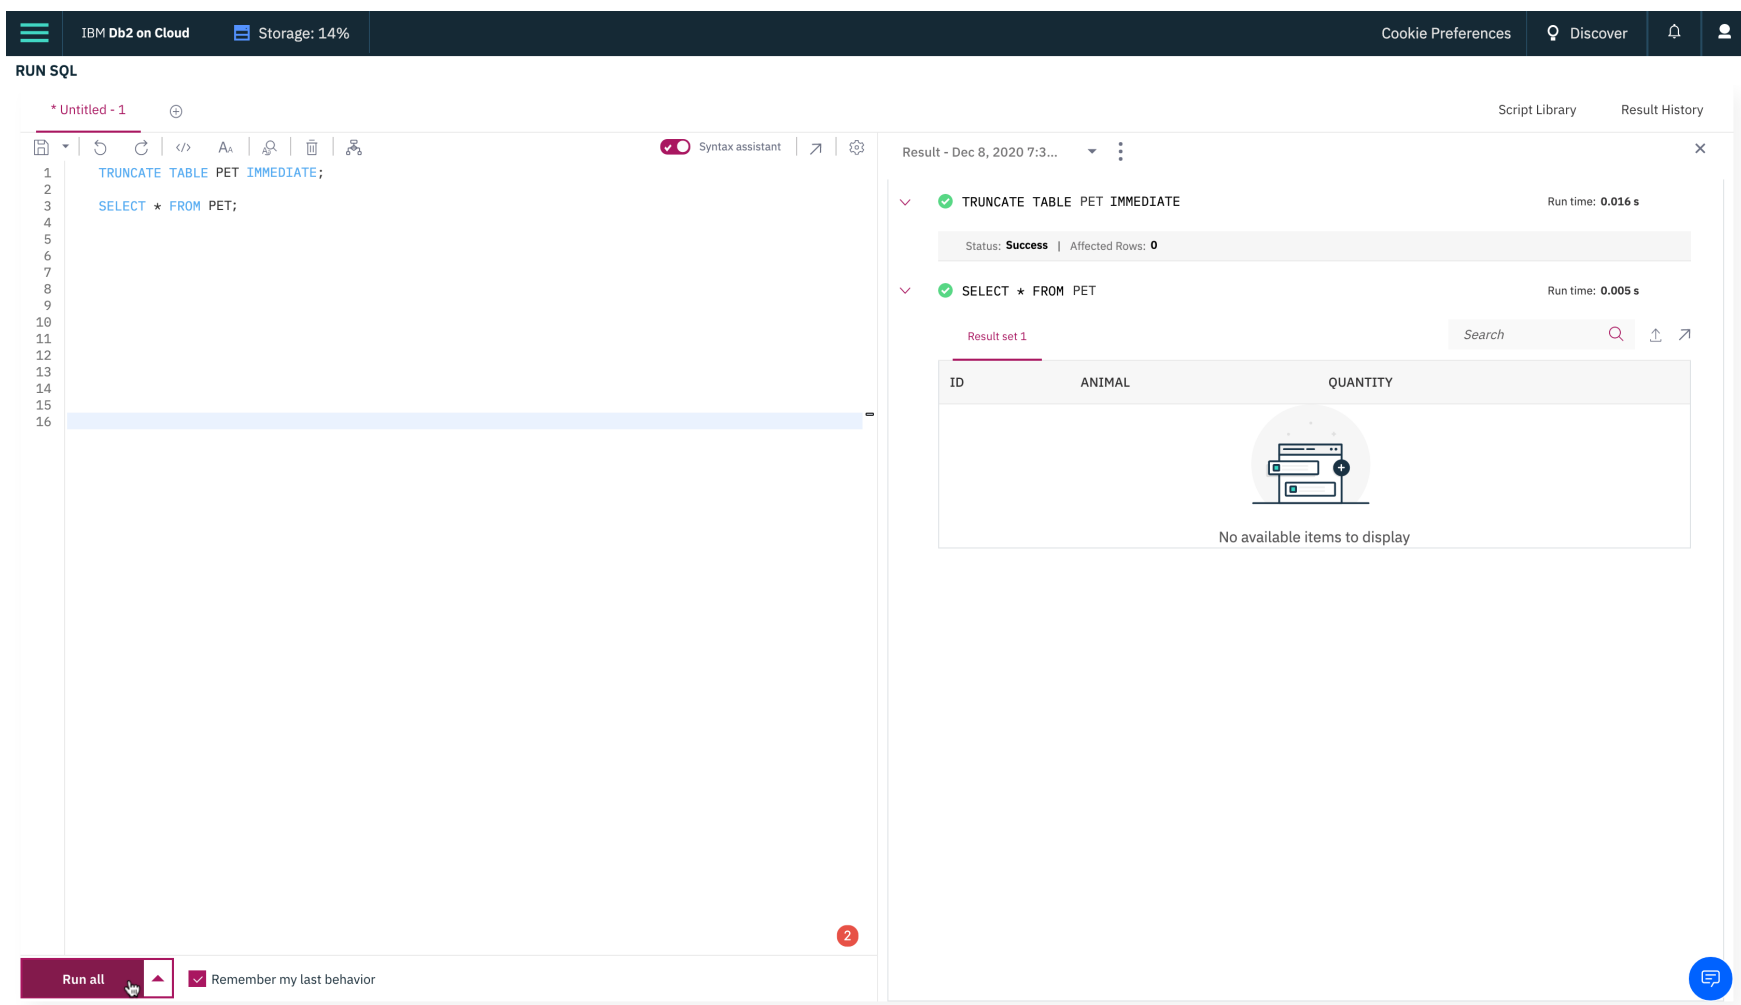 IBM Db2 on Cloud
Storage: 14%
Cookie Preferences
Discover
RUN SQL
* Untitled - 1
Script Library
Result History
Syntax assistant
Result - Dec 8, 2020 7:3...
1 TRUNCATE TABLE PET IMMEDIATE;
2
3 SELECT * FROM PET;
4
5
6
7
8
9
10
11
12
13
14
15
16
TRUNCATE TABLE PET IMMEDIATE
Run time: 0.016 s
Status: Success | Affected Rows: 0
SELECT * FROM PET
Run time: 0.005 s
Result set 1
Search
ID ANIMAL QUANTITY
No available items to display
2
Run all
Remember my last behavior